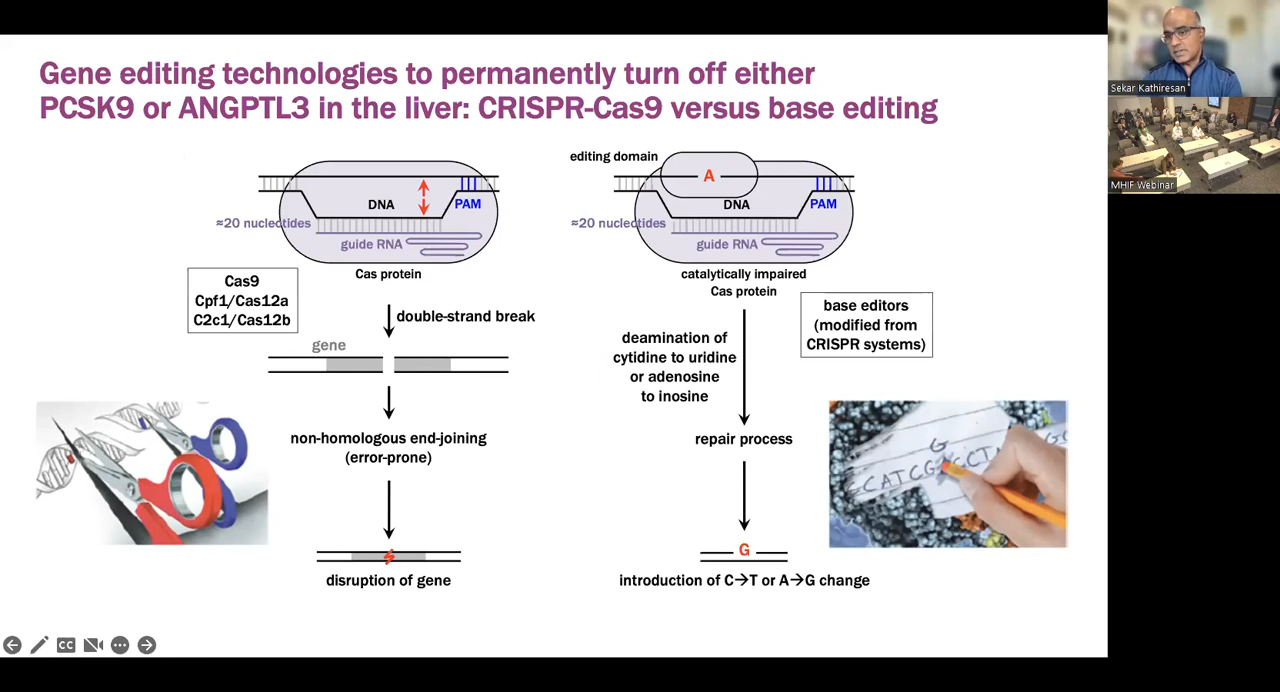 Gene editing technologies to permanently turn off either
PCSK9 or ANGPTL3 in the liver: CRISPR-Cas9 versus base editing
Sekar Kathiresan
MHIF Webinar
DNA
PAM
≈20 nucleotides
guide RNA
Cas protein
Cas9
Cpf1/Cas12a
C2c1/Cas12b
double-strand break
gene
non-homologous end-joining
(error-prone)
disruption of gene
editing domain
A
DNA
PAM
≈20 nucleotides
guide RNA
catalytically impaired
Cas protein
base editors
(modified from
CRISPR systems)
deamination of
cytidine to uridine
or adenosine
to inosine
repair process
G
introduction of C→T or A→G change
G
CATCG
CC